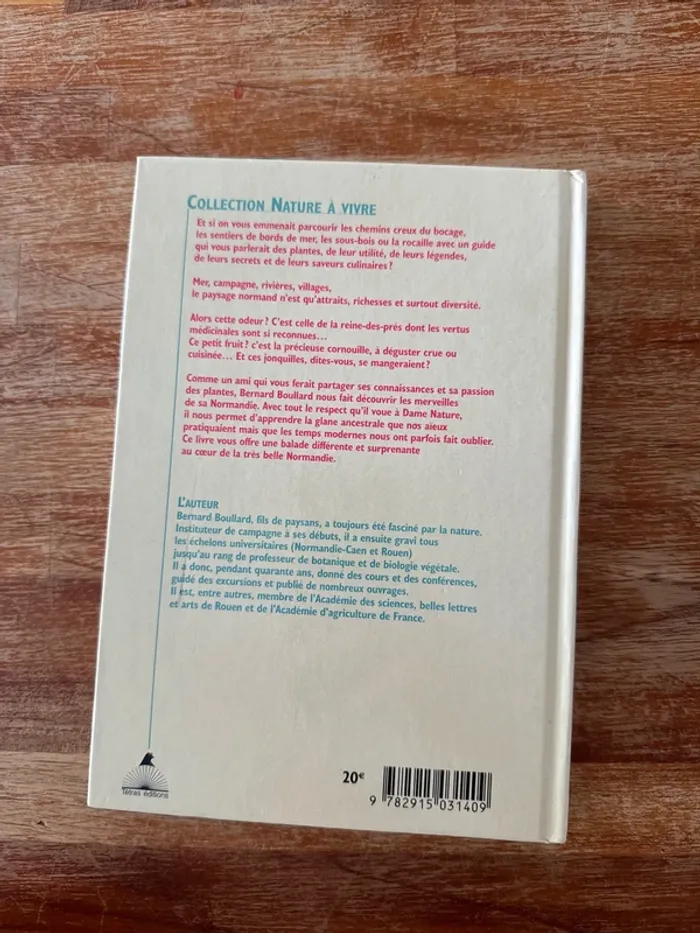 COLLECTION NATURE À VIVRE
Et si on vous emmenait parcourir les chemins creux du bocage,
les sentiers de bords de mer, les sous-bois ou la rocaille avec un guide
qui vous parlerait des plantes, de leur utilité, de leurs légendes,
de leurs secrets et de leurs saveurs culinaires ?
Mer, campagne, rivières, villages,
le paysage normand n'est qu'attraits, richesses et surtout diversité.
Alors cette odeur ? C'est celle de la reine-des-prés dont les vertus
médicinales sont si reconnues...
Ce petit fruit ? c'est la précieuse cornouille, à déguster crue ou
cuisinée... Et ces jonquilles, dites-vous, se mangeraient ?
Comme un ami qui vous ferait partager ses connaissances et sa passion
des plantes, Bernard Boullard nous fait découvrir les merveilles
de sa Normandie. Avec tout le respect qu'il voue à Dame Nature,
il nous permet d'apprendre la glane ancestrale que nos aïeux
pratiquaient mais que les temps modernes nous ont parfois fait oublier.
Ce livre vous offre une balade différente et surprenante
au cœur de la très belle Normandie.
L'AUTEUR
Bernard Boullard, fils de paysans, a toujours été fasciné par la nature.
Instituteur de campagne à ses débuts, il a ensuite gravi tous
les échelons universitaires (Normandie-Caen et Rouen)
jusqu'au rang de professeur de botanique et de biologie végétale.
Il a donc, pendant quarante ans, donné des cours et des conférences,
guidé des excursions et publié de nombreux ouvrages.
Il est, entre autres, membre de l'Académie des sciences, belles lettres
et arts de Rouen et de l'Académie d'agriculture de France.
Tétras éditions
20€
9 782915 031409